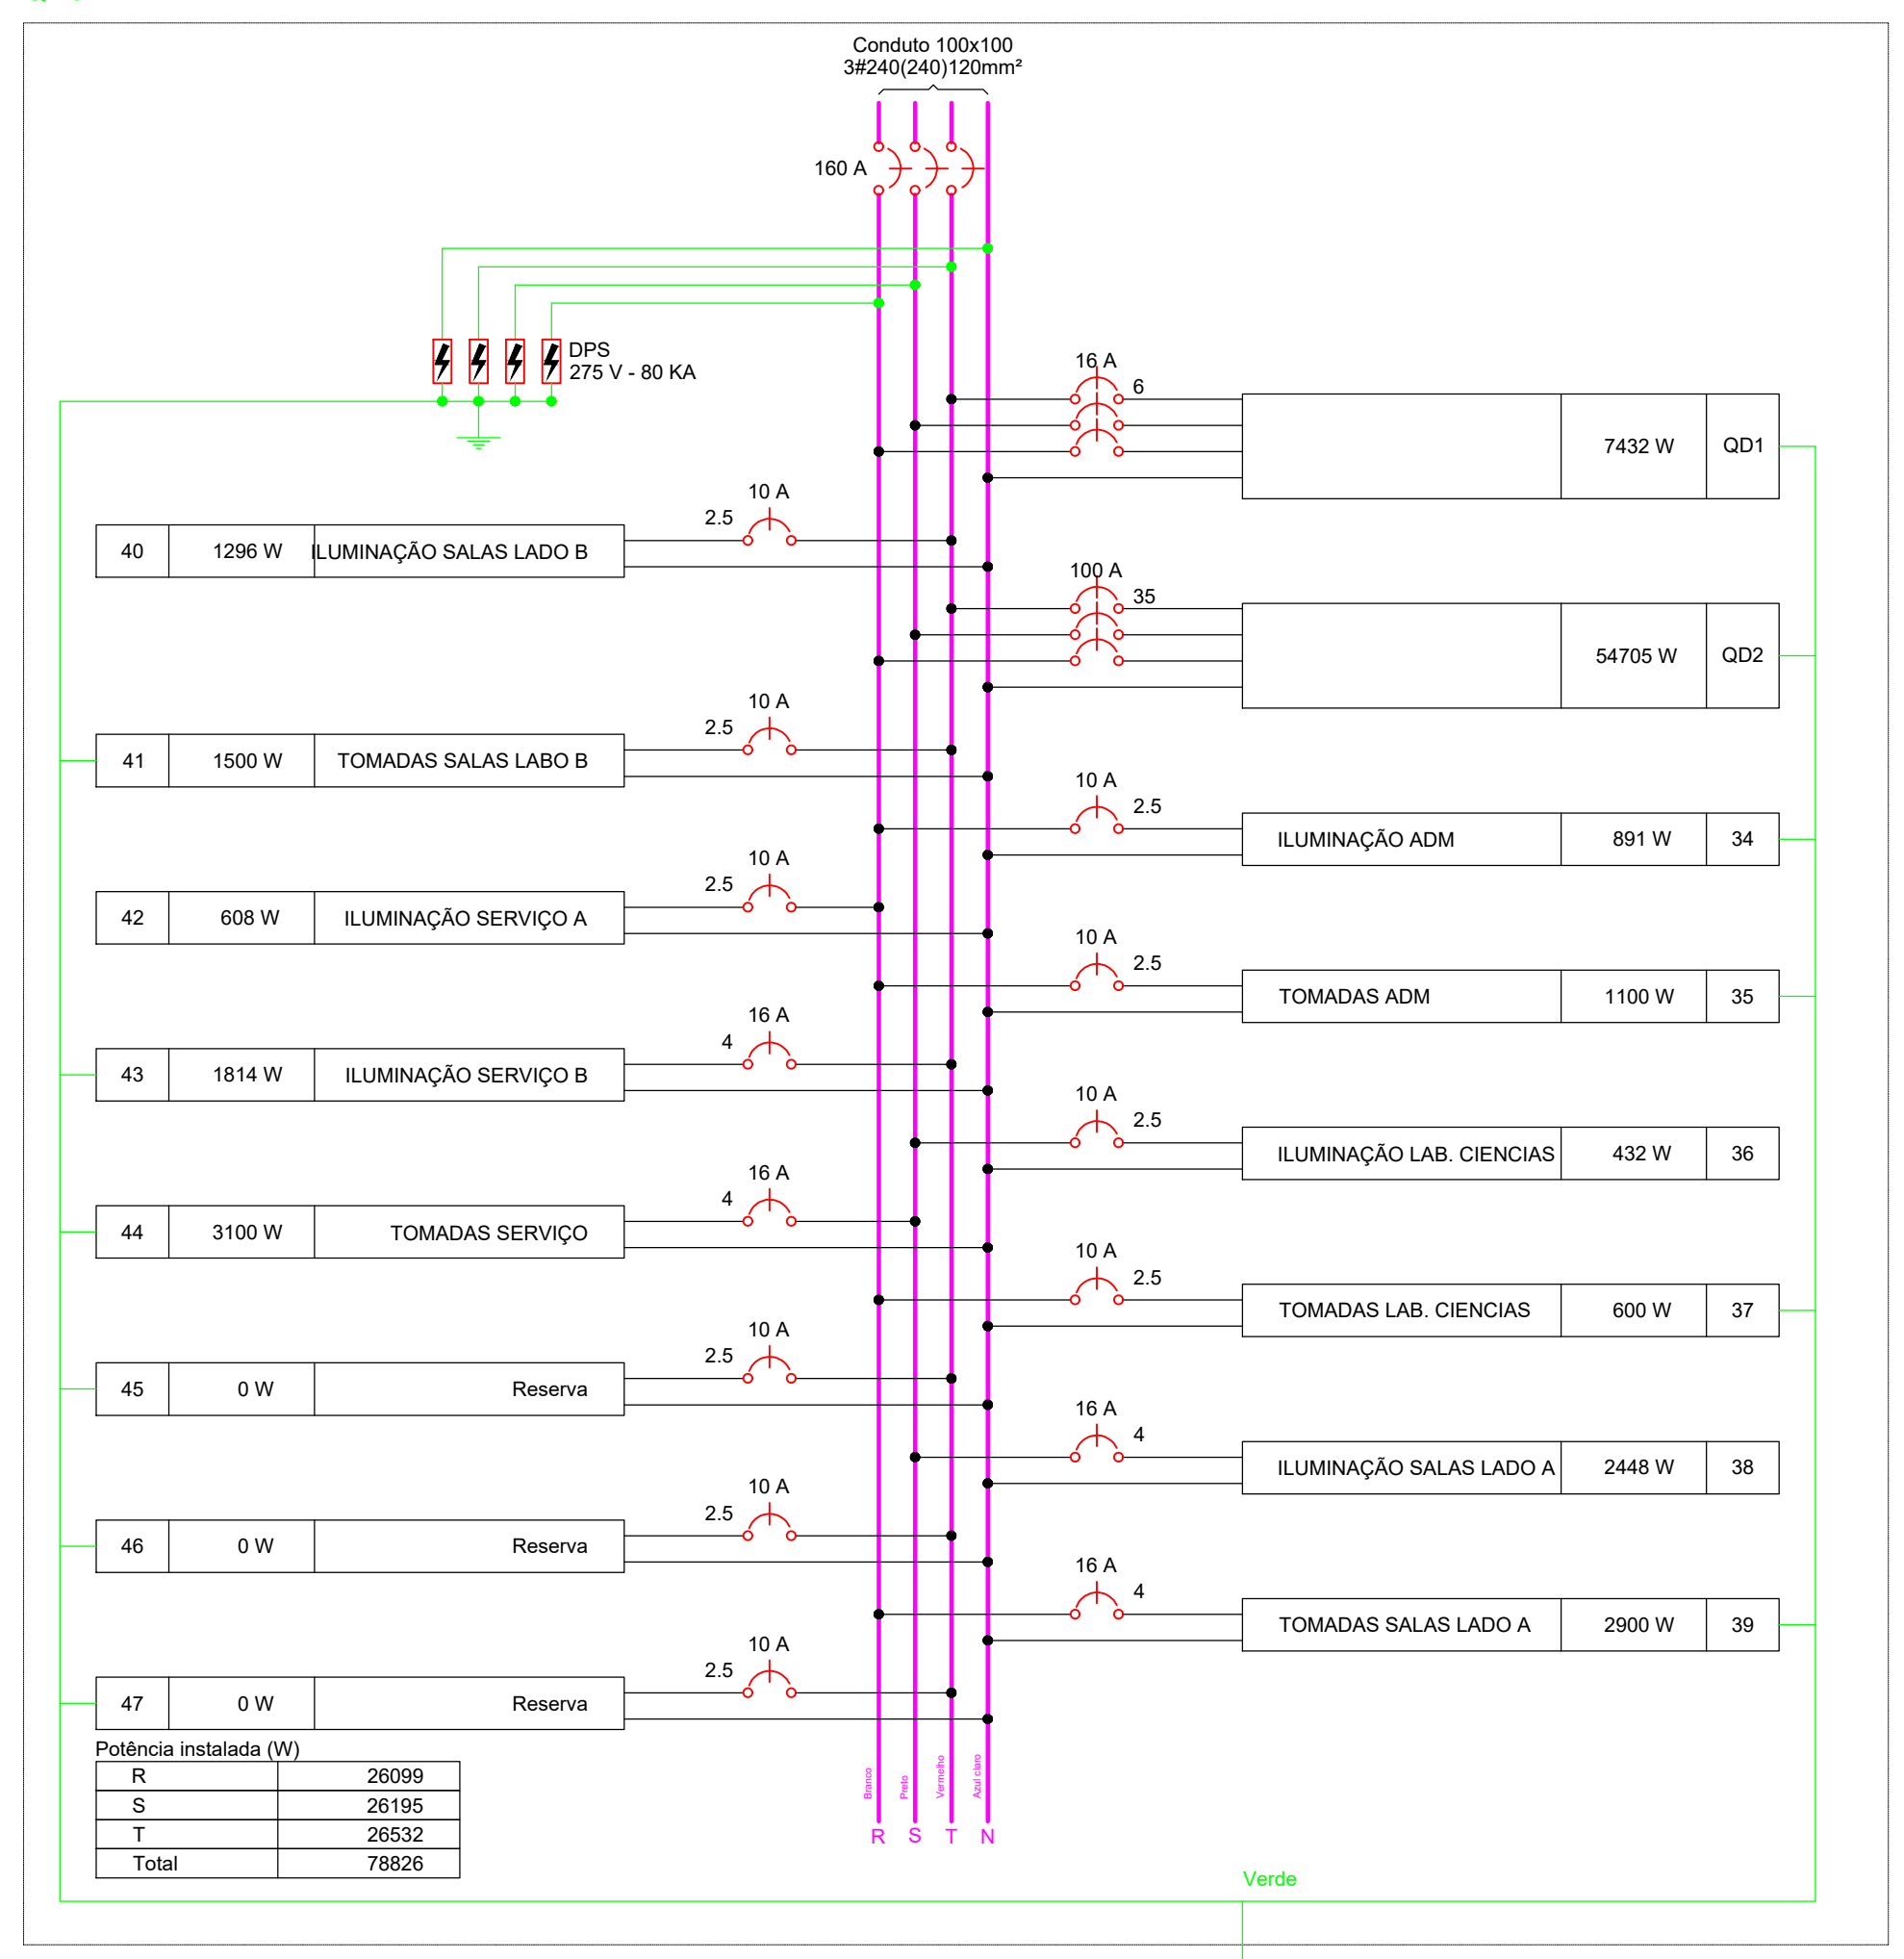 Conduto 100x100
3#240(240)120mm²
160 A
DPS
275 V - 80 KA
16 A
6
7432 W QD1
10 A
2.5
40 1296 W ILUMINAÇÃO SALAS LADO B
100 A
35
54705 W QD2
10 A
2.5
41 1500 W TOMADAS SALAS LABO B
10 A
2.5
ILUMINAÇÃO ADM 891 W 34
10 A
2.5
42 608 W ILUMINAÇÃO SERVIÇO A
10 A
2.5
TOMADAS ADM 1100 W 35
16 A
4
43 1814 W ILUMINAÇÃO SERVIÇO B
10 A
2.5
ILUMINAÇÃO LAB. CIENCIAS 432 W 36
16 A
4
44 3100 W TOMADAS SERVIÇO
10 A
2.5
TOMADAS LAB. CIENCIAS 600 W 37
10 A
2.5
45 0 W Reserva
16 A
4
ILUMINAÇÃO SALAS LADO A 2448 W 38
10 A
2.5
46 0 W Reserva
16 A
4
TOMADAS SALAS LADO A 2900 W 39
10 A
2.5
47 0 W Reserva
Potência instalada (W)
R 26099
S 26195
T 26532
Total 78826
Branco
Preto
Vermelho
Azul claro
R S T N
Verde